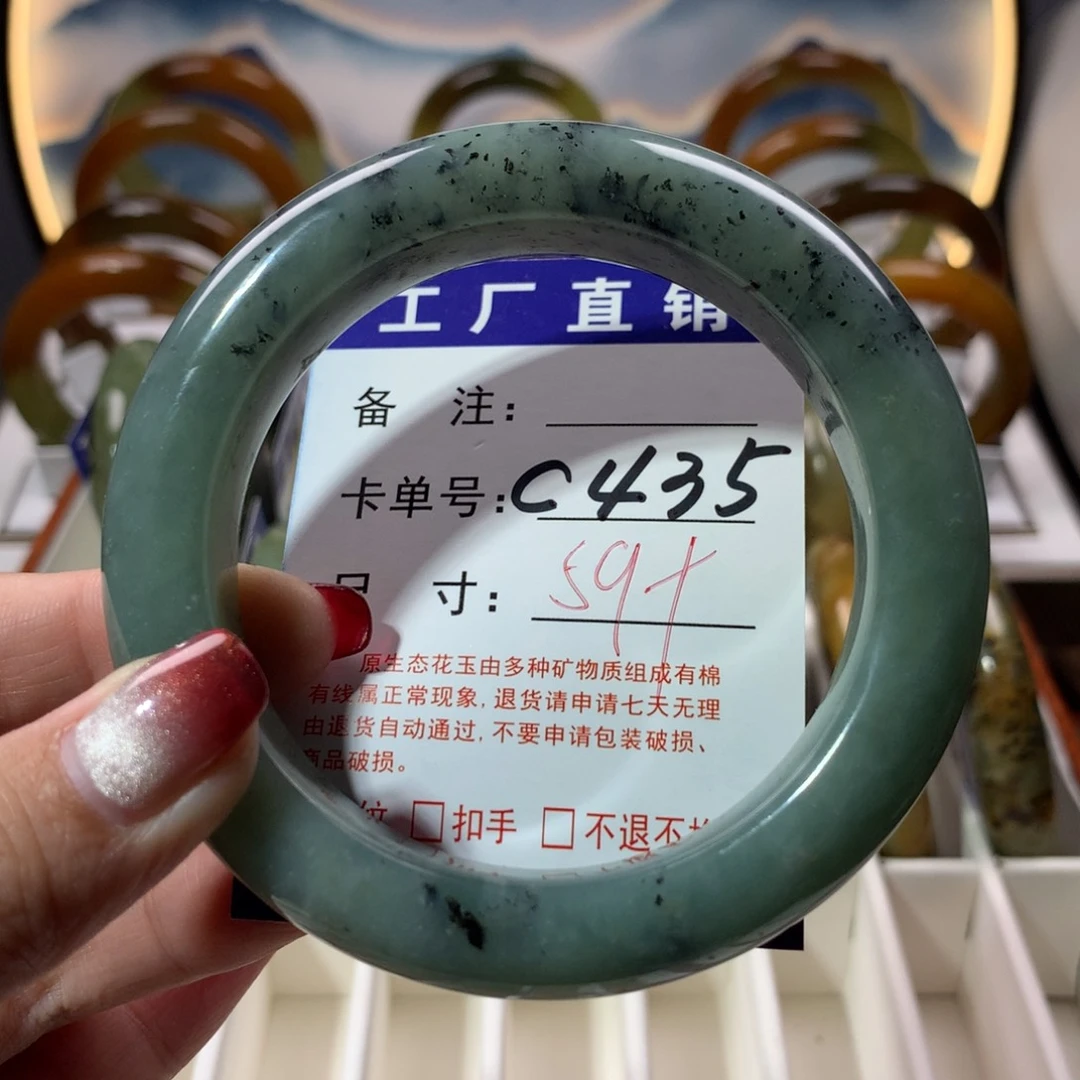 工厂直销
备 注:
卡单号:C435
尺 寸: 59+
原生态花玉由多种矿物质组成有棉
有线属正常现象,退货请申请七天无理
由退货自动通过,不要申请包装破损、
商品破损。
纹 □扣手 □不退不